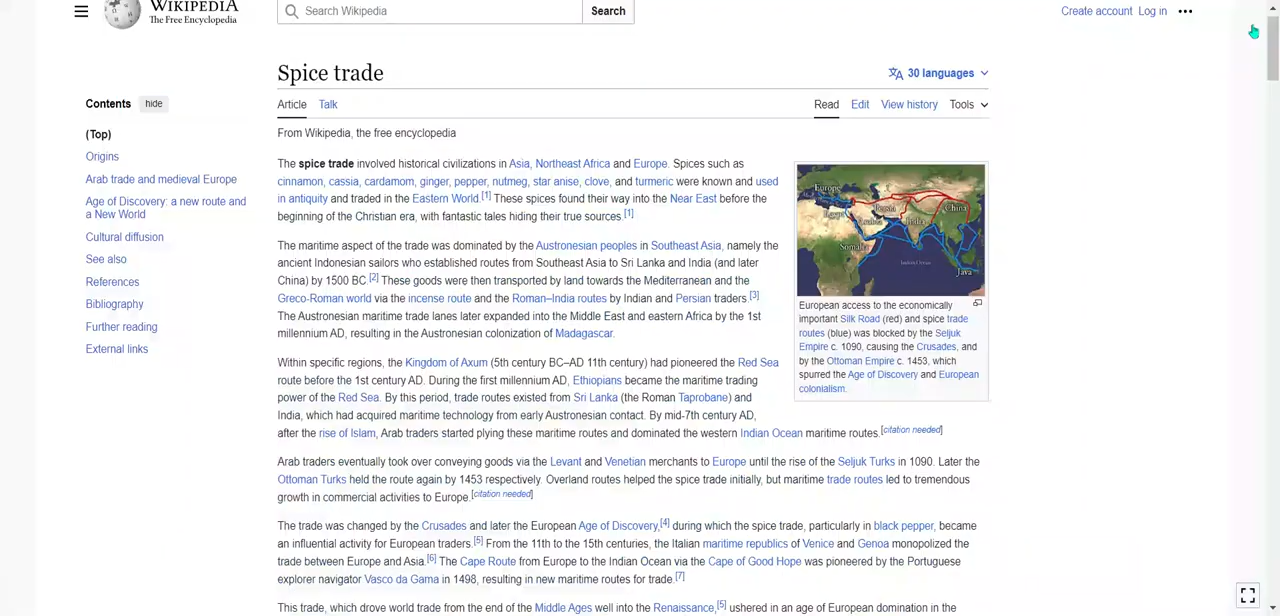 WIKIPEDIA
The Free Encyclopedia
Search Wikipedia
Search
Create account Log in
Spice trade
30 languages
Contents hide
Article Talk
Read Edit View history Tools
(Top)
Origins
Arab trade and medieval Europe
Age of Discovery: a new route and
a New World
Cultural diffusion
See also
References
Bibliography
Further reading
External links
From Wikipedia, the free encyclopedia
The spice trade involved historical civilizations in Asia, Northeast Africa and Europe. Spices such as
cinnamon, cassia, cardamom, ginger, pepper, nutmeg, star anise, clove, and turmeric were known and used
in antiquity and traded in the Eastern World.[1] These spices found their way into the Near East before the
beginning of the Christian era, with fantastic tales hiding their true sources.[1]
The maritime aspect of the trade was dominated by the Austronesian peoples in Southeast Asia, namely the
ancient Indonesian sailors who established routes from Southeast Asia to Sri Lanka and India (and later
China) by 1500 BC.[2] These goods were then transported by land towards the Mediterranean and the
Greco-Roman world via the incense route and the Roman–India routes by Indian and Persian traders.[3]
The Austronesian maritime trade lanes later expanded into the Middle East and eastern Africa by the 1st
millennium AD, resulting in the Austronesian colonization of Madagascar.
Within specific regions, the Kingdom of Axum (5th century BC–AD 11th century) had pioneered the Red Sea
route before the 1st century AD. During the first millennium AD, Ethiopians became the maritime trading
power of the Red Sea. By this period, trade routes existed from Sri Lanka (the Roman Taprobane) and
India, which had acquired maritime technology from early Austronesian contact. By mid-7th century AD,
after the rise of Islam, Arab traders started plying these maritime routes and dominated the western Indian Ocean maritime routes.[citation needed]
Arab traders eventually took over conveying goods via the Levant and Venetian merchants to Europe until the rise of the Seljuk Turks in 1090. Later the
Ottoman Turks held the route again by 1453 respectively. Overland routes helped the spice trade initially, but maritime trade routes led to tremendous
growth in commercial activities to Europe.[citation needed]
The trade was changed by the Crusades and later the European Age of Discovery,[4] during which the spice trade, particularly in black pepper, became
an influential activity for European traders.[5] From the 11th to the 15th centuries, the Italian maritime republics of Venice and Genoa monopolized the
trade between Europe and Asia.[6] The Cape Route from Europe to the Indian Ocean via the Cape of Good Hope was pioneered by the Portuguese
explorer navigator Vasco da Gama in 1498, resulting in new maritime routes for trade.[7]
This trade, which drove world trade from the end of the Middle Ages well into the Renaissance,[5] ushered in an age of European domination in the
Europe
Persia
China
Egypt
Arabia
India
Somalia
Indian Ocean
Java
European access to the economically
important Silk Road (red) and spice trade
routes (blue) was blocked by the Seljuk
Empire c. 1090, causing the Crusades, and
by the Ottoman Empire c. 1453, which
spurred the Age of Discovery and European
colonialism.